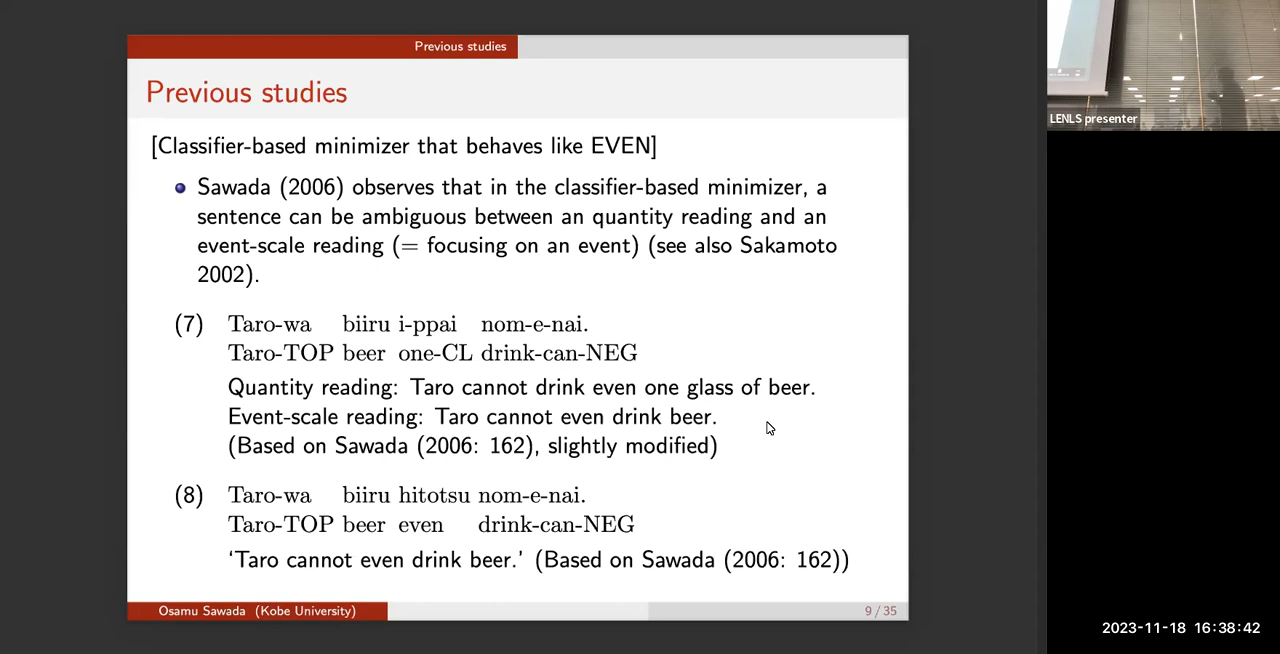 Previous studies
Previous studies
[Classifier-based minimizer that behaves like EVEN]
Sawada (2006) observes that in the classifier-based minimizer, a
sentence can be ambiguous between an quantity reading and an
event-scale reading (= focusing on an event) (see also Sakamoto
2002).
(7) Taro-wa biiru i-ppai nom-e-nai.
Taro-TOP beer one-CL drink-can-NEG
Quantity reading: Taro cannot drink even one glass of beer.
Event-scale reading: Taro cannot even drink beer.
(Based on Sawada (2006: 162), slightly modified)
(8) Taro-wa biiru hitotsu nom-e-nai.
Taro-TOP beer even drink-can-NEG
‘Taro cannot even drink beer.’ (Based on Sawada (2006: 162))
Osamu Sawada (Kobe University)
9 / 35
LENLS presenter
2023-11-18 16:38:42